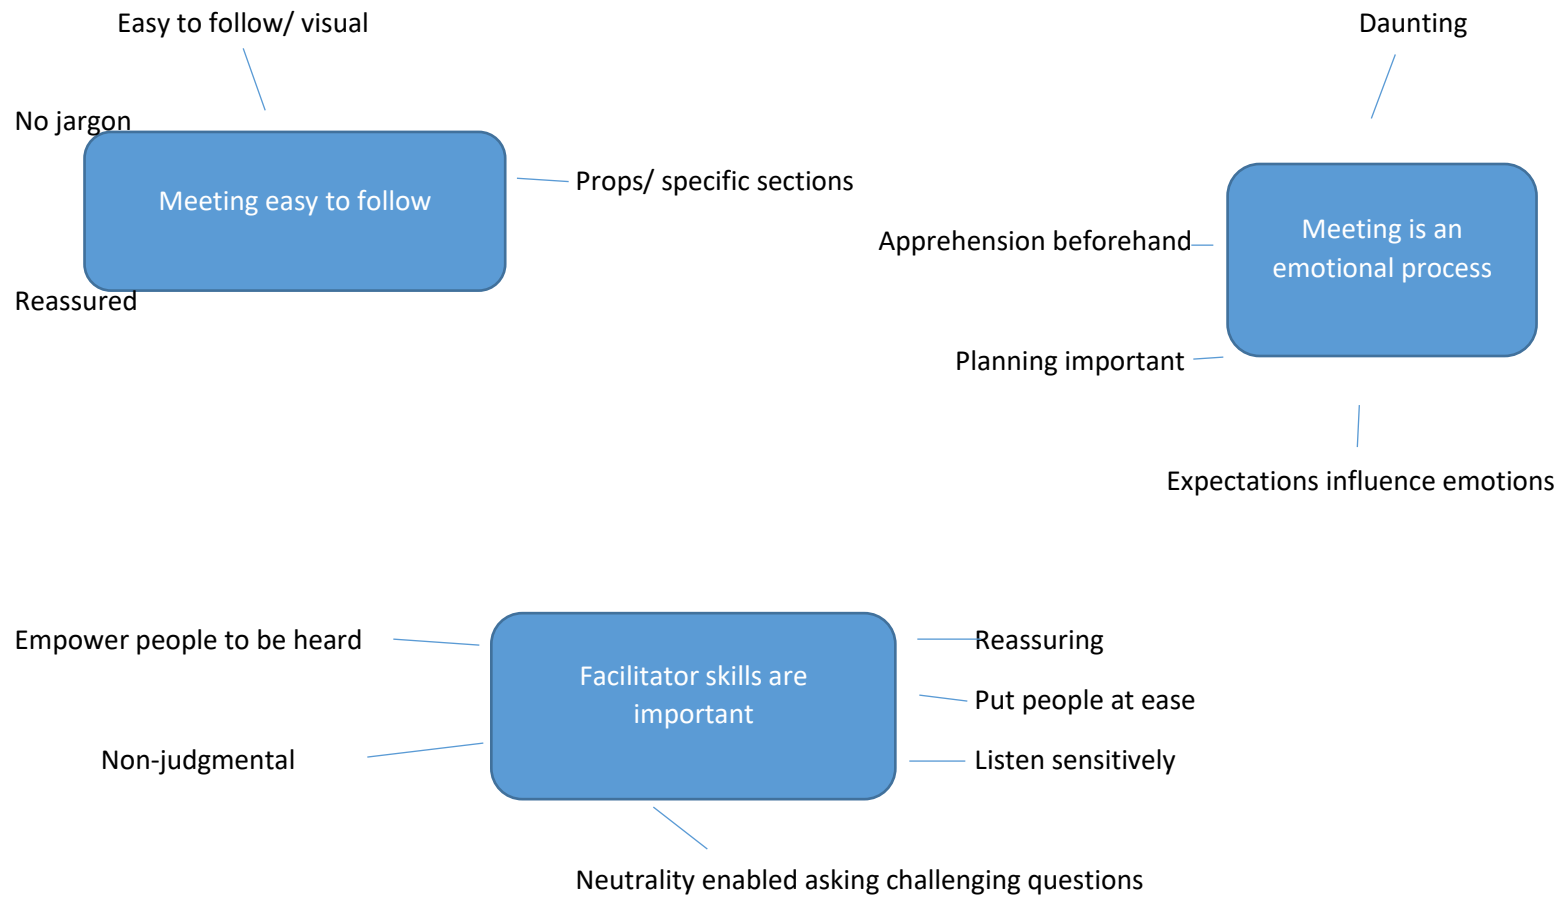 Easy to follow/ visual
Daunting
No jargon
Meeting easy to follow
Props/ specific sections
Apprehension beforehand
Meeting is an
emotional process
Reassured
Planning important
Expectations influence emotions
Empower people to be heard
Facilitator skills are
important
Reassuring
Put people at ease
Non-judgmental
Listen sensitively
Neutrality enabled asking challenging questions